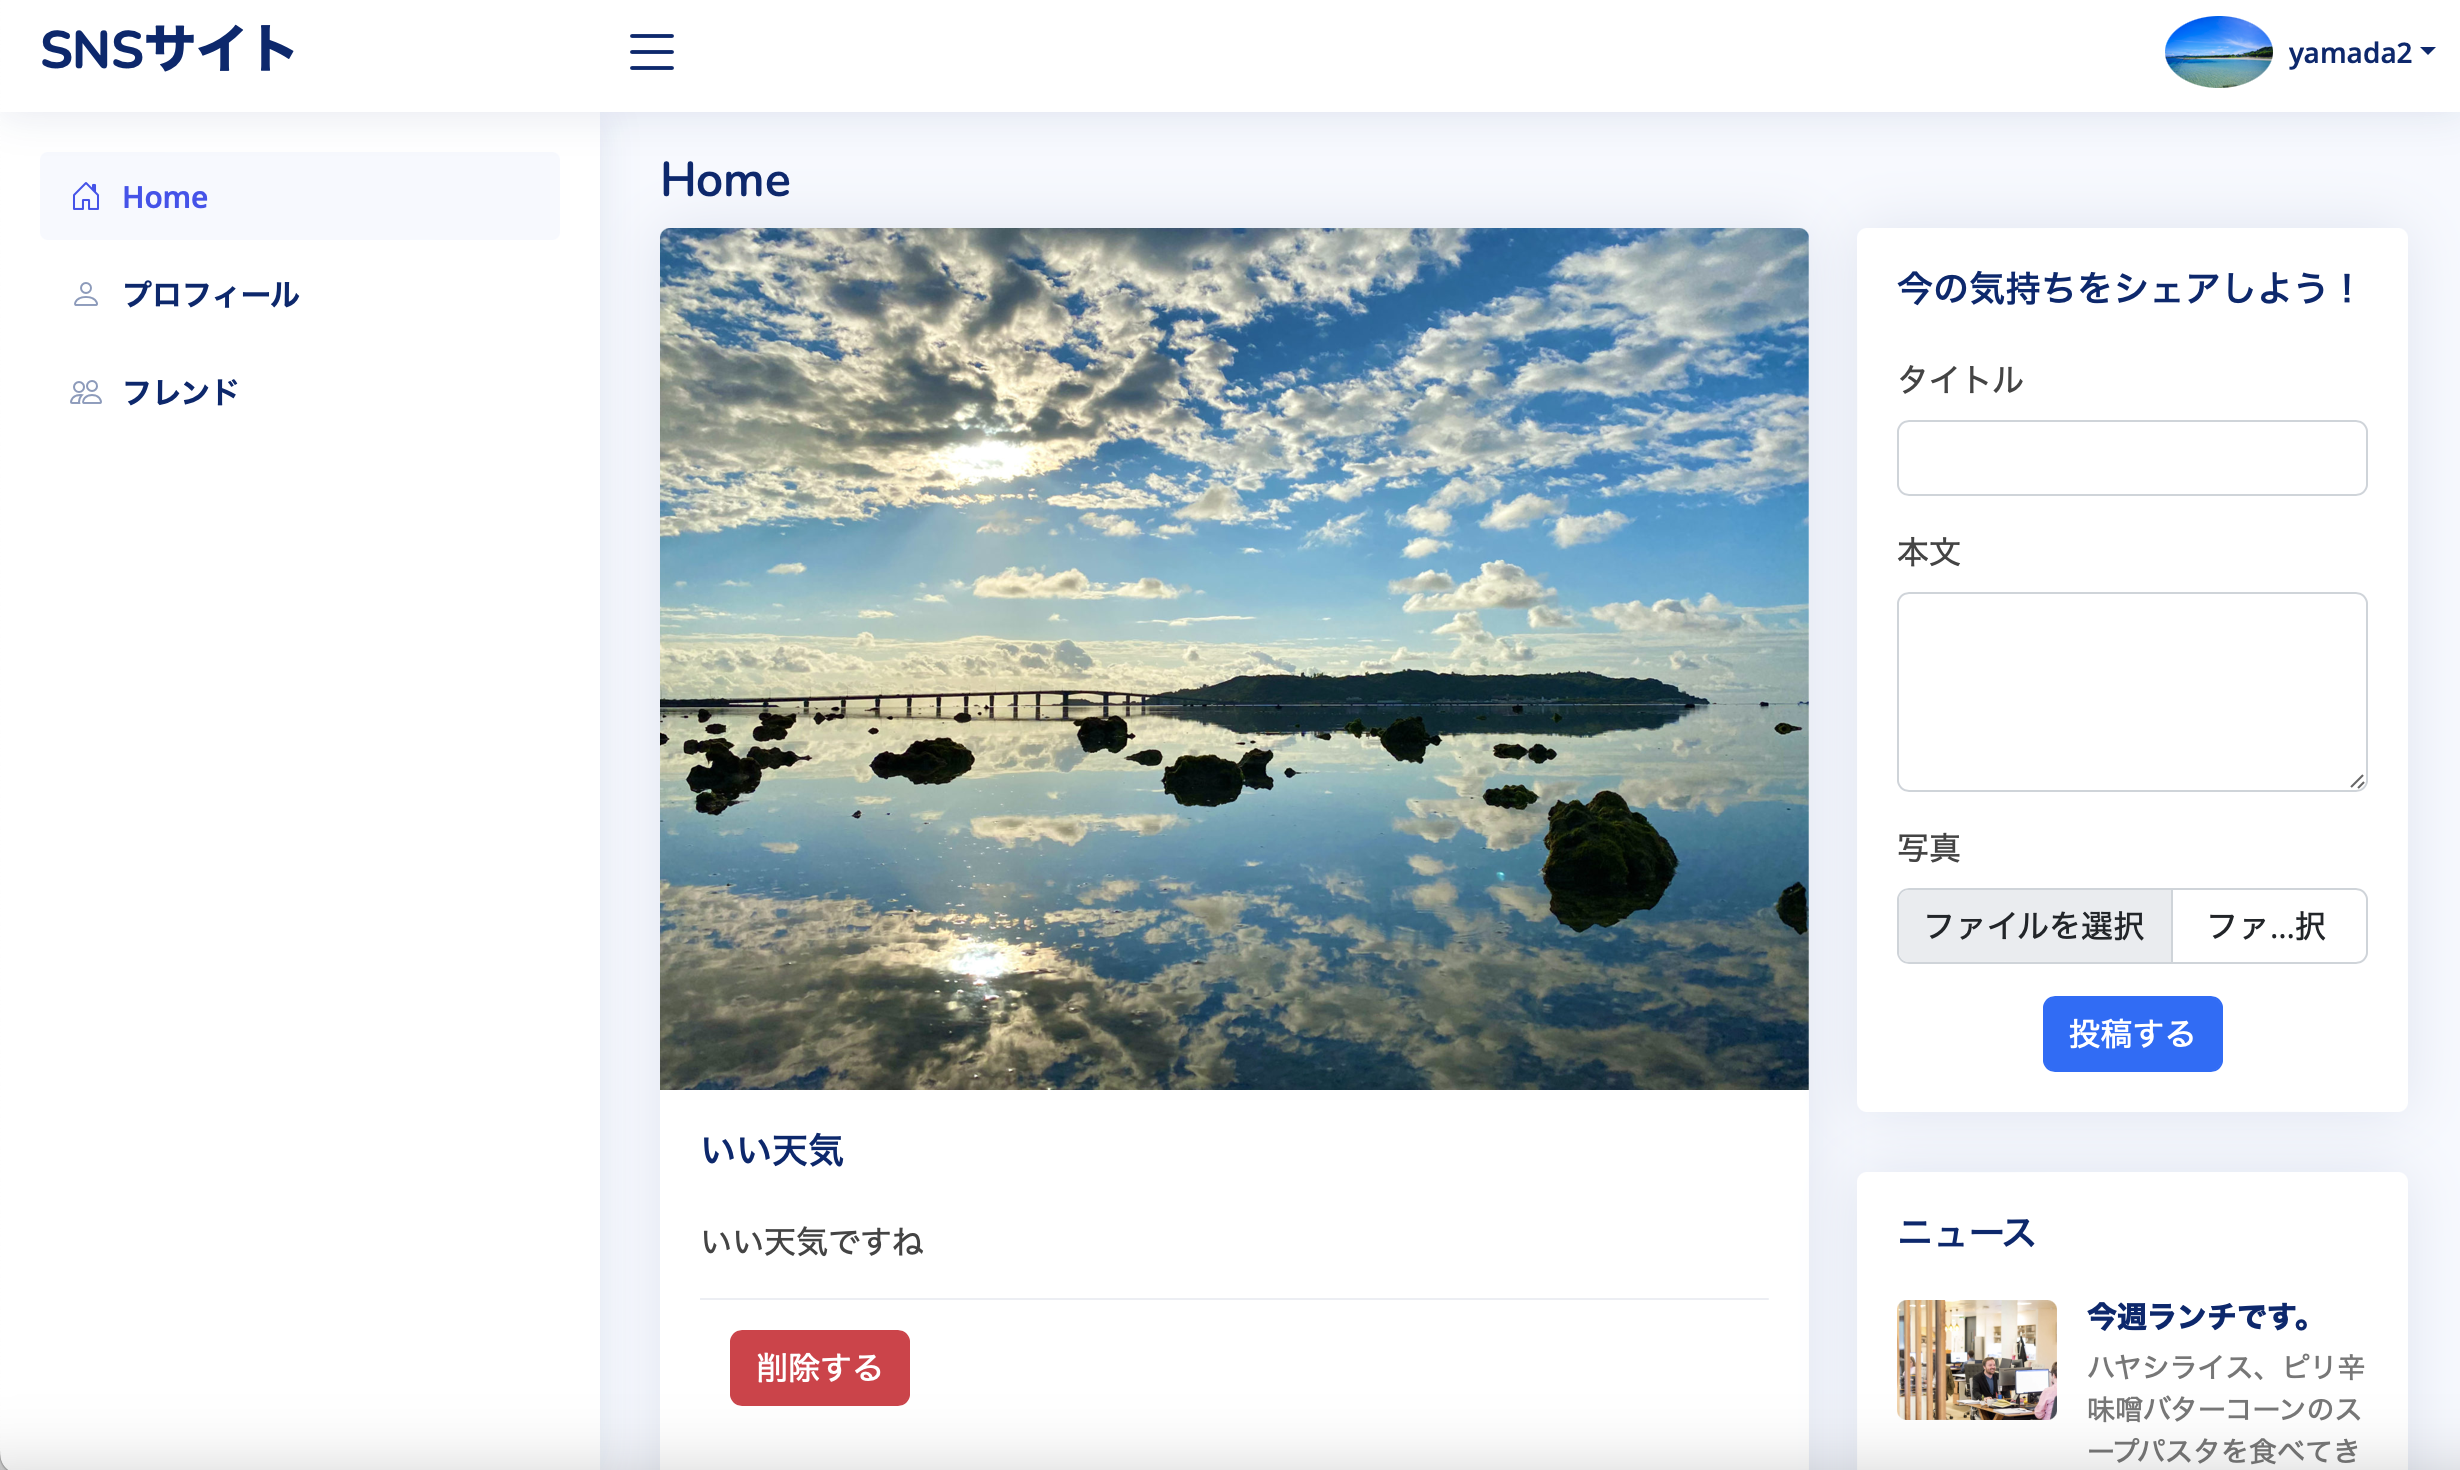 SNSサイト
yamada2
Home
プロフィール
フレンド
Home
いい天気
いい天気ですね
削除する
今の気持ちをシェアしよう！
タイトル
本文
写真
ファイルを選択 ファ...択
投稿する
ニュース
今週ランチです。
ハヤシライス、ピリ辛
味噌バターコーンのス
ープパスタを食べてき